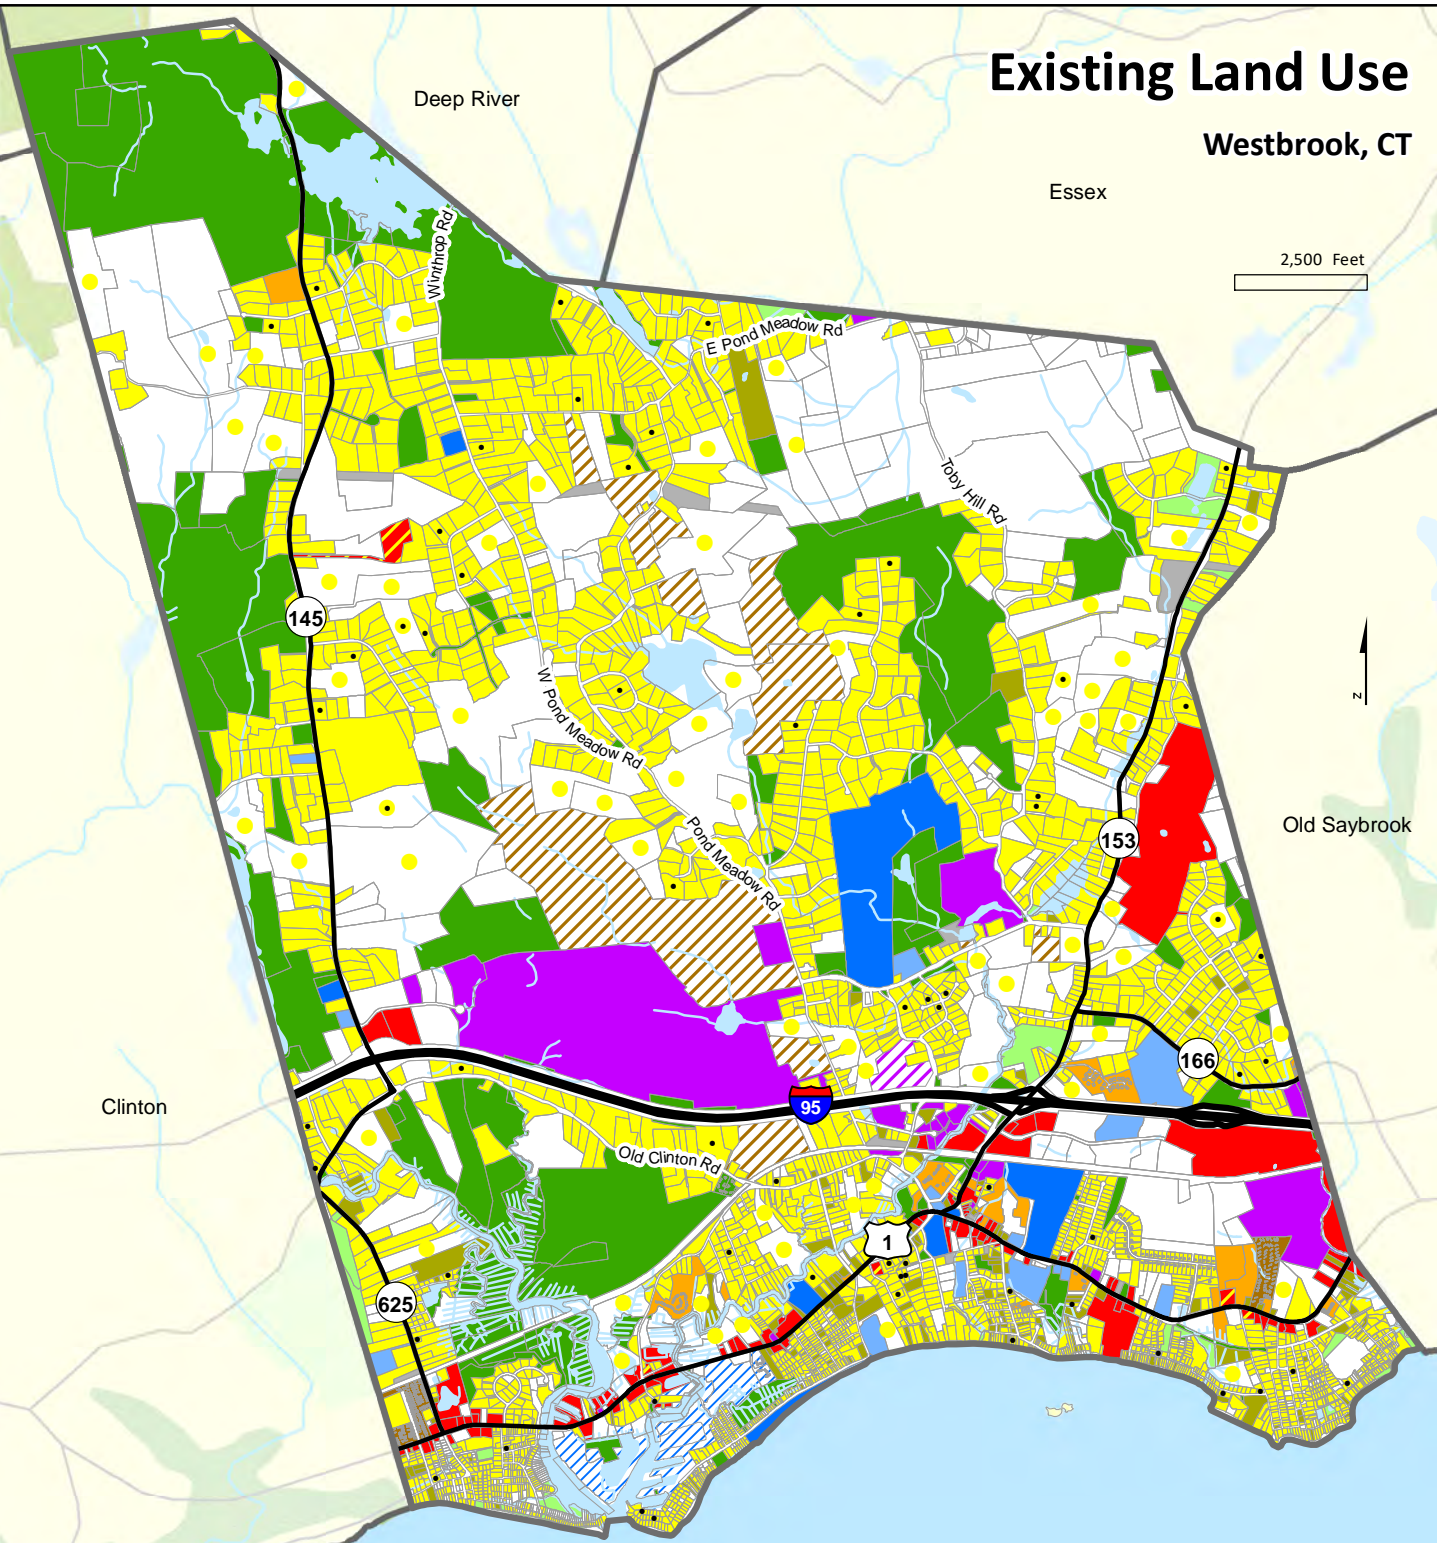 Existing Land Use
Westbrook, CT
Deep River
Essex
2,500 Feet
Winthrop Rd
E Pond Meadow Rd
Toby Hill Rd
145
W Pond Meadow Rd
N
Pond Meadow Rd
153
Old Saybrook
166
Clinton
95
Old Clinton Rd
1
625